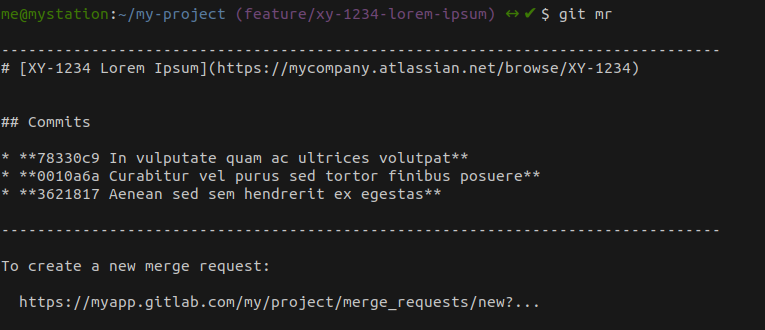 me@mystation:~/my-project (feature/xy-1234-lorem-ipsum) ↔ ✔ $ git mr
--------------------------------------------------------------------------------
# [XY-1234 Lorem Ipsum](https://mycompany.atlassian.net/browse/XY-1234)
## Commits
* **78330c9 In vulputate quam ac ultrices volutpat**
* **0010a6a Curabitur vel purus sed tortor finibus posuere**
* **3621817 Aenean sed sem hendrerit ex egestas**
--------------------------------------------------------------------------------
To create a new merge request:
https://myapp.gitlab.com/my/project/merge_requests/new?...